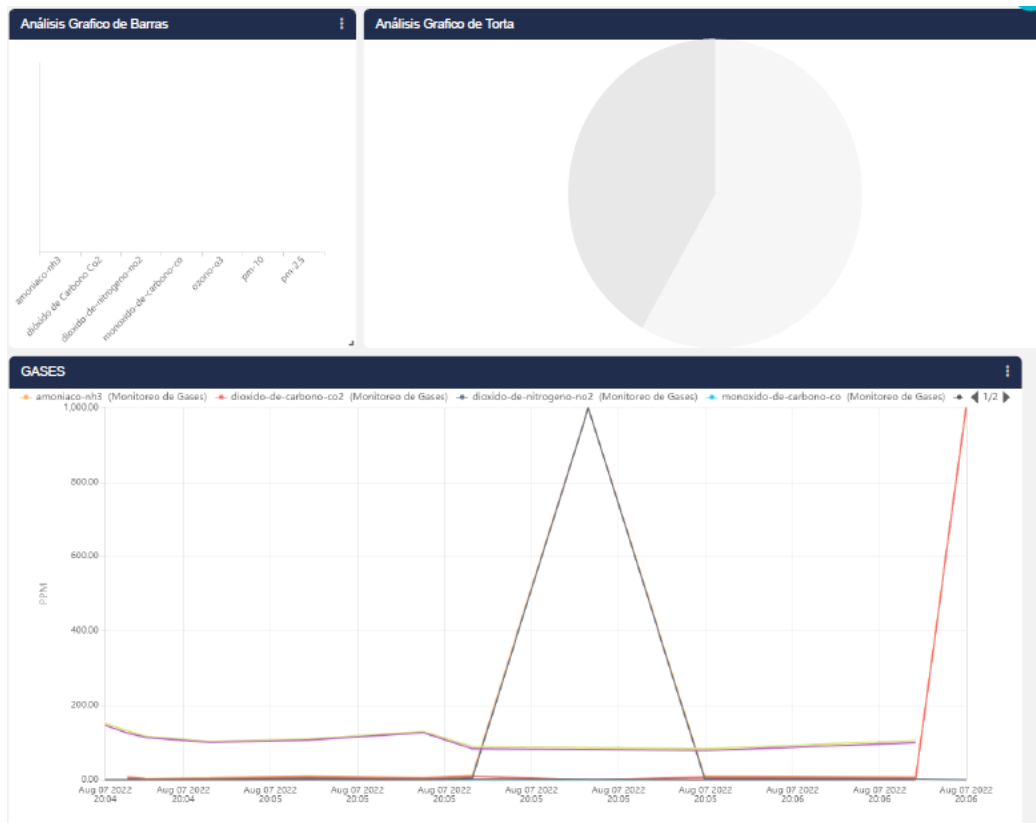 Análisis Grafico de Barras
Análisis Grafico de Torta
amoniaco-nh3
dióxido de Carbono Co2
dioxido-de-nitrogeno-no2
monoxido-de-carbono-co
ozono-o3
pm-10
pm-2.5
GASES
amoniaco-nh3 (Monitoreo de Gases) dioxido-de-carbono-co2 (Monitoreo de Gases) dioxido-de-nitrogeno-no2 (Monitoreo de Gases) monoxido-de-carbono-co (Monitoreo de Gases) 1/2
1,000.00
800.00
600.00
400.00
200.00
0.00
PPM
Aug 07 2022 Aug 07 2022 Aug 07 2022 Aug 07 2022 Aug 07 2022 Aug 07 2022 Aug 07 2022 Aug 07 2022 Aug 07 2022 Aug 07 2022 Aug 07 2022
20:04 20:04 20:05 20:05 20:05 20:05 20:05 20:05 20:06 20:06 20:06